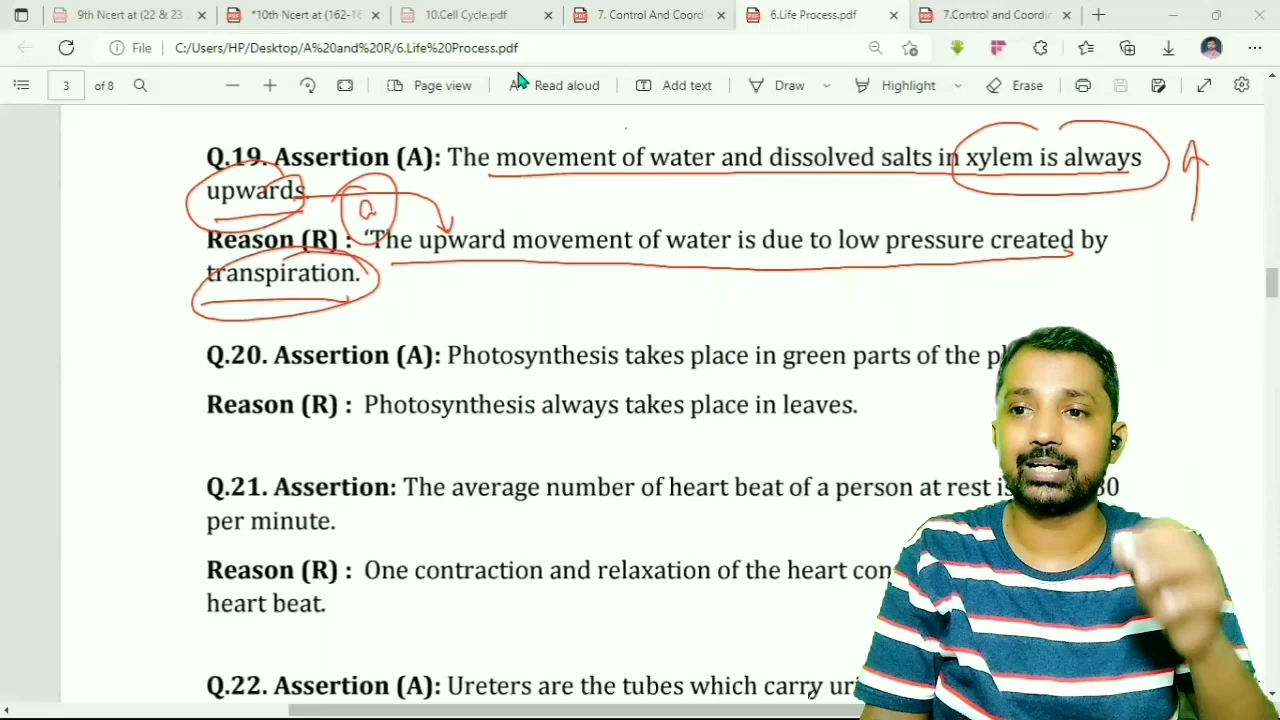 9th Ncert at (22 & 23
*10th Ncert at (162-16
10.Cell Cycle.pdf
7. Control And Coord
6.Life Process.pdf
7.Control and Coordin
File
C:/Users/HP/Desktop/A%20and%20R/6.Life%20Process.pdf
3 of 8
Page view
Read aloud
Add text
Draw
Highlight
Erase
Q.19. Assertion (A): The movement of water and dissolved salts in xylem is always
upwards
a
Reason (R) : ‘The upward movement of water is due to low pressure created by
transpiration.
Q.20. Assertion (A): Photosynthesis takes place in green parts of the pl
Reason (R) : Photosynthesis always takes place in leaves.
Q.21. Assertion: The average number of heart beat of a person at rest is 80
per minute.
Reason (R) : One contraction and relaxation of the heart con
heart beat.
Q.22. Assertion (A): Ureters are the tubes which carry uri